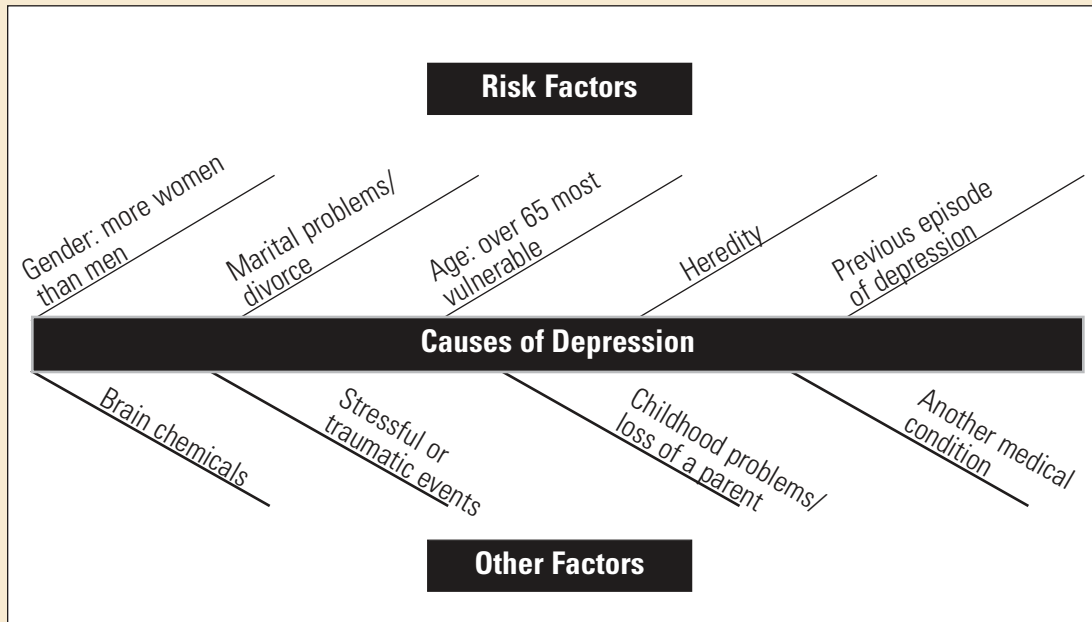 Risk Factors
Gender: more women
than men
Marital problems/
divorce
Age: over 65 most
vulnerable
Heredity
Previous episode
of depression
Causes of Depression
Brain chemicals
Stressful or
traumatic events
Childhood problems/
loss of a parent
Another medical
condition
Other Factors